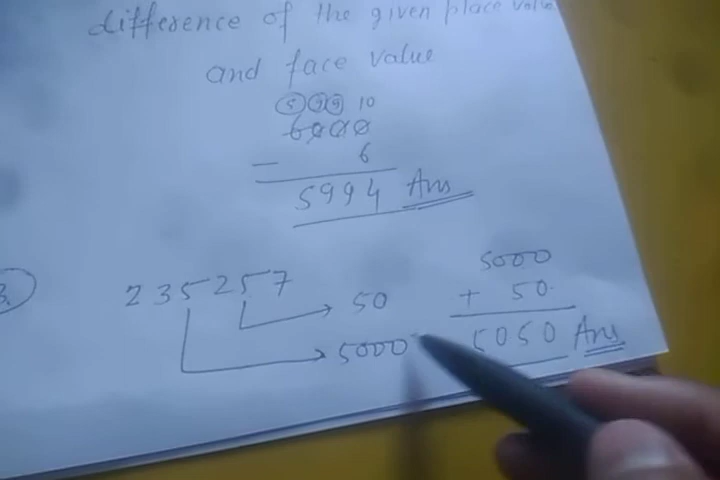 difference of the given place value
and face value
5 9 9 10
6000
- 6
5994 Ans
3.
235257
50
5000
5000
+ 50
5050 Ans